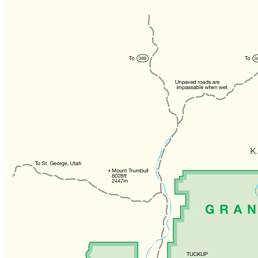 To 389
To
Unpaved roads are
impassable when wet.
K
To St. George, Utah
Mount Trumbull
8028ft
2447m
GRAN
TUCKUP